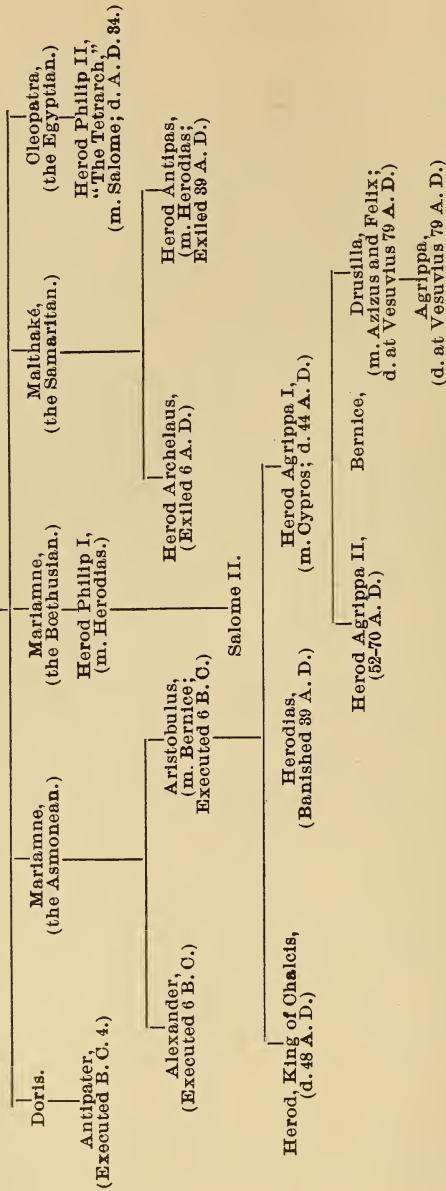 Doris.
Antipater,
(Executed B. C. 4.)
Mariamne,
(the Asmonean.)
Mariamne,
(the Bœthusian.)
Herod Philip I,
(m. Herodias.)
Malthaké,
(the Samaritan.)
Cleopatra,
(the Egyptian.)
Herod Philip II,
"The Tetrarch,"
(m. Salome; d. A. D. 34.)
Alexander,
(Executed 6 B. C.)
Aristobulus,
(m. Bernice;
Executed 6 B. C.)
Salome II.
Herod Archelaus,
(Exiled 6 A. D.)
Herod Antipas,
(m. Herodias;
Exiled 39 A. D.)
Herod, King of Chalcis,
(d. 48 A. D.)
Herodias,
(Banished 39 A. D.)
Herod Agrippa I,
(m. Cypros; d. 44 A. D.)
Herod Agrippa II,
(52-70 A. D.)
Bernice,
Drusilla,
(m. Azizus and Felix;
d. at Vesuvius 79 A. D.)
Agrippa,
(d. at Vesuvius 79 A. D.)